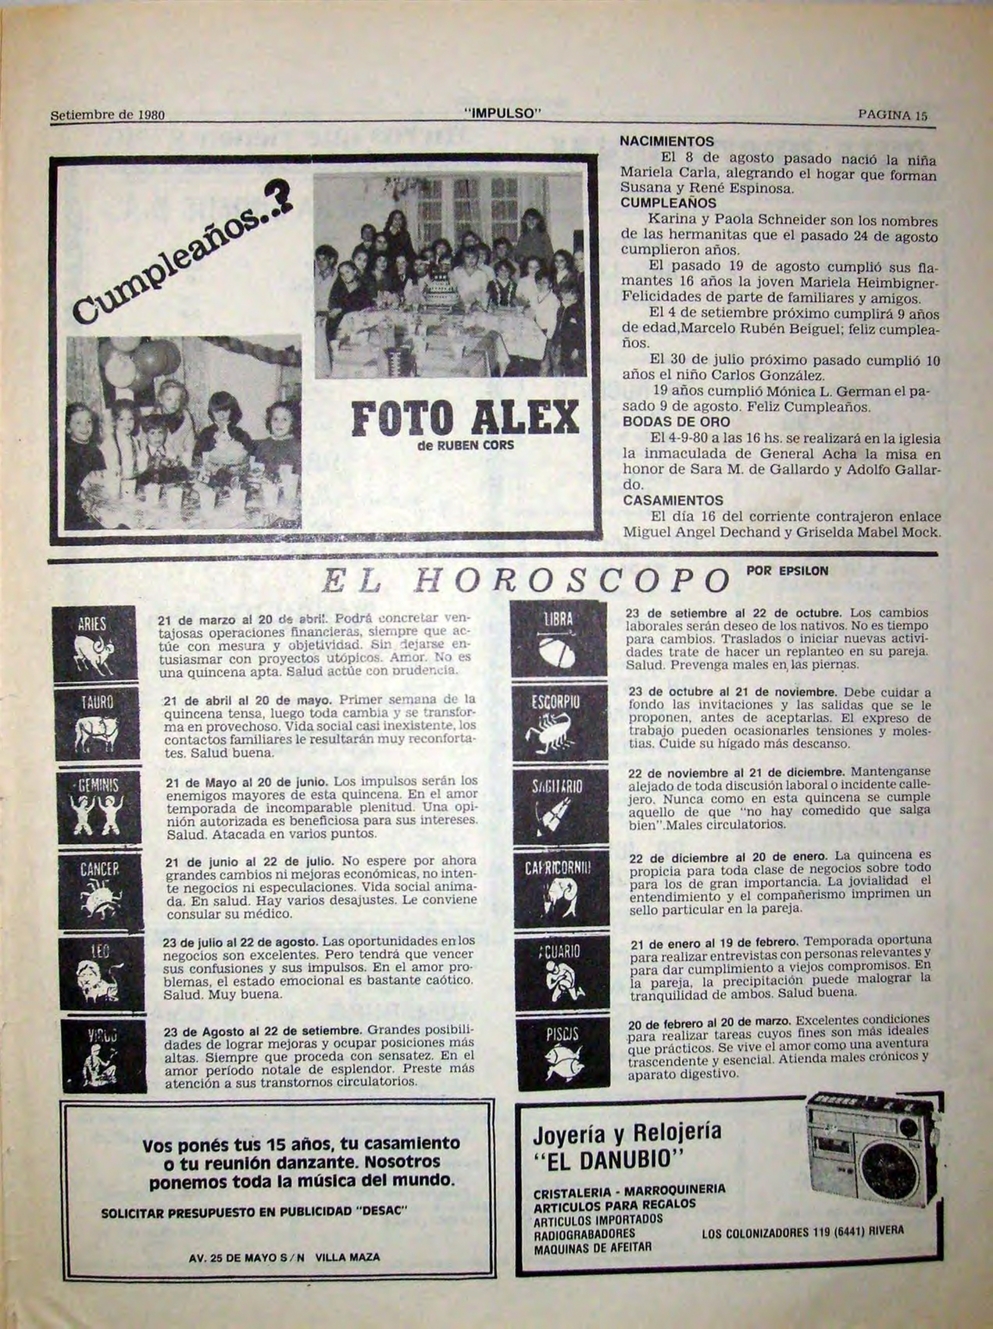 Setiembre de 1980
"IMPULSO"
PAGINA 15
Cumpleaños..?
FOTO ALEX
de RUBEN CORS
NACIMIENTOS
El 8 de agosto pasado nació la niña
Mariela Carla, alegrando el hogar que forman
Susana y René Espinosa.
CUMPLEAÑOS
Karina y Paola Schneider son los nombres
de las hermanitas que el pasado 24 de agosto
cumplieron años.
El pasado 19 de agosto cumplió sus fla-
mantes 16 años la joven Mariela Heimbigner-
Felicidades de parte de familiares y amigos.
El 4 de setiembre próximo cumplirá 9 años
de edad,Marcelo Rubén Beiguel; feliz cumplea-
ños.
El 30 de julio próximo pasado cumplió 10
años el niño Carlos González.
19 años cumplió Mónica L. German el pa-
sado 9 de agosto. Feliz Cumpleaños.
BODAS DE ORO
El 4-9-80 a las 16 hs. se realizará en la iglesia
la inmaculada de General Acha la misa en
honor de Sara M. de Gallardo y Adolfo Gallar-
do.
CASAMIENTOS
El día 16 del corriente contrajeron enlace
Miguel Angel Dechand y Griselda Mabel Mock.
EL HOROSCOPO
POR EPSILON
ARIES
21 de marzo al 20 de abril. Podrá concretar ven-
tajosas operaciones financieras, siempre que ac-
túe con mesura y objetividad. Sin dejarse en-
tusiasmar con proyectos utópicos. Amor. No es
una quincena apta. Salud actúe con prudencia.
TAURO
21 de abril al 20 de mayo. Primer semana de la
quincena tensa, luego toda cambia y se transfor-
ma en provechoso. Vida social casi inexistente, los
contactos familiares le resultarán muy reconforta-
tes. Salud buena.
GEMINIS
21 de Mayo al 20 de junio. Los impulsos serán los
enemigos mayores de esta quincena. En el amor
temporada de incomparable plenitud. Una opi-
nión autorizada es beneficiosa para sus intereses.
Salud. Atacada en varios puntos.
CANCER
21 de junio al 22 de julio. No espere por ahora
grandes cambios ni mejoras económicas, no inten-
te negocios ni especulaciones. Vida social anima-
da. En salud. Hay varios desajustes. Le conviene
consular su médico.
LEO
23 de julio al 22 de agosto. Las oportunidades en los
negocios son excelentes. Pero tendrá que vencer
sus confusiones y sus impulsos. En el amor pro-
blemas, el estado emocional es bastante caótico.
Salud. Muy buena.
VIRGO
23 de Agosto al 22 de setiembre. Grandes posibili-
dades de lograr mejoras y ocupar posiciones más
altas. Siempre que proceda con sensatez. En el
amor período notale de esplendor. Preste más
atención a sus transtornos circulatorios.
LIBRA
23 de setiembre al 22 de octubre. Los cambios
laborales serán deseo de los nativos. No es tiempo
para cambios. Traslados o iniciar nuevas activi-
dades trate de hacer un replanteo en su pareja.
Salud. Prevenga males en las piernas.
ESCORPIO
23 de octubre al 21 de noviembre. Debe cuidar a
fondo las invitaciones y las salidas que se le
proponen, antes de aceptarlas. El expreso de
trabajo pueden ocasionarles tensiones y moles-
tias. Cuide su hígado más descanso.
SAGITARIO
22 de noviembre al 21 de diciembre. Mantenganse
alejado de toda discusión laboral o incidente calle-
jero. Nunca como en esta quincena se cumple
aquello de que "no hay comedido que salga
bien".Males circulatorios.
CAPRICORNIO
22 de diciembre al 20 de enero. La quincena es
propicia para toda clase de negocios sobre todo
para los de gran importancia. La jovialidad el
entendimiento y el compañerismo imprimen un
sello particular en la pareja.
ACUARIO
21 de enero al 19 de febrero. Temporada oportuna
para realizar entrevistas con personas relevantes y
para dar cumplimiento a viejos compromisos. En
la pareja, la precipitación puede malograr la
tranquilidad de ambos. Salud buena.
PISCIS
20 de febrero al 20 de marzo. Excelentes condiciones
para realizar tareas cuyos fines son más ideales
que prácticos. Se vive el amor como una aventura
trascendente y esencial. Atienda males crónicos y
aparato digestivo.
Vos ponés tus 15 años, tu casamiento
o tu reunión danzante. Nosotros
ponemos toda la música del mundo.
SOLICITAR PRESUPUESTO EN PUBLICIDAD "DESAC"
AV. 25 DE MAYO S/N VILLA MAZA
Joyería y Relojería
"EL DANUBIO"
CRISTALERIA - MARROQUINERIA
ARTICULOS PARA REGALOS
ARTICULOS IMPORTADOS
RADIOGRABADORES
MAQUINAS DE AFEITAR
LOS COLONIZADORES 119 (6441) RIVERA